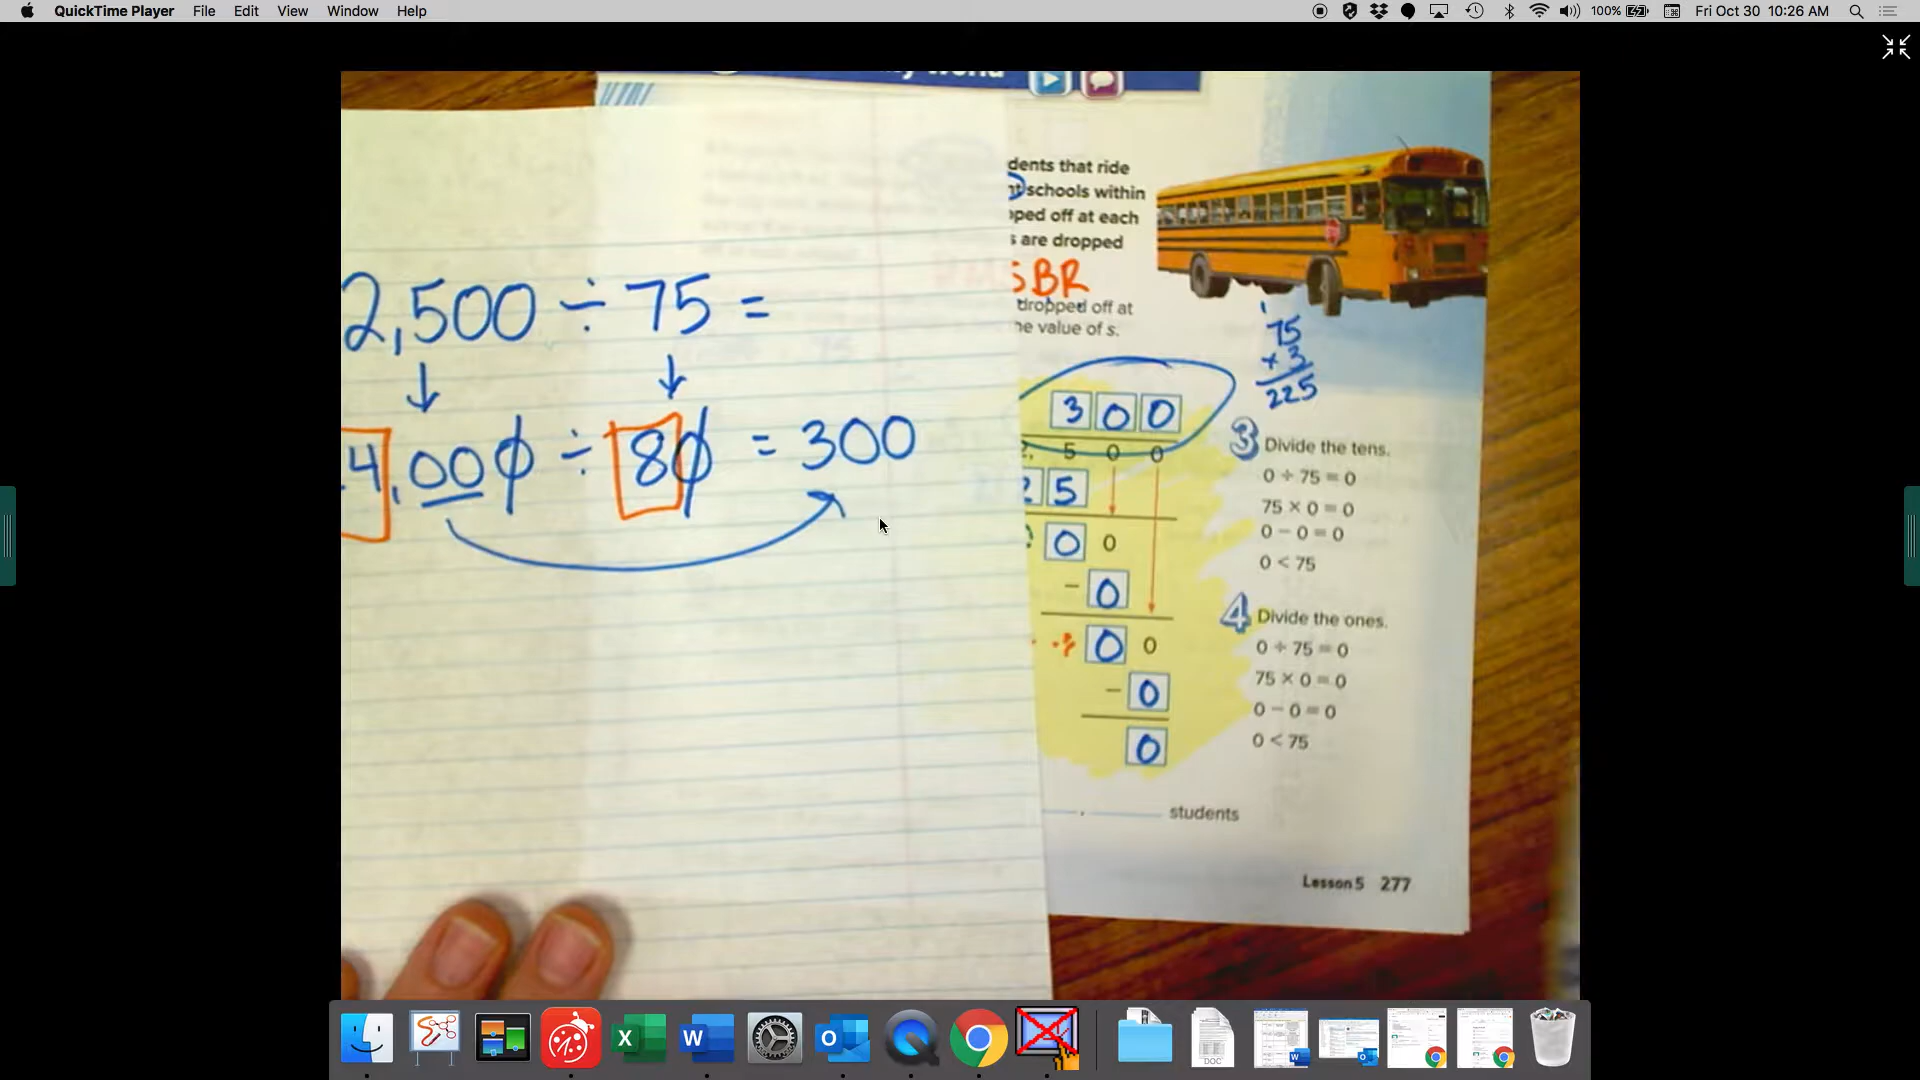 QuickTime Player File Edit View Window Help 100% Fri Oct 30 10:26 AM
dents that ride
schools within
pped off at each
s are dropped
SBR
dropped off at
he value of s.
2,500 ÷ 75 =
4,000 ÷ 80 = 300
75
× 3
225
3 0 0
5 0 0
2 5
0 0
- 0
0 0
- 0
0
3 Divide the tens.
0 ÷ 75 = 0
75 × 0 = 0
0 - 0 = 0
0 < 75
4 Divide the ones.
0 ÷ 75 = 0
75 × 0 = 0
0 - 0 = 0
0 < 75
students
Lesson 5 277